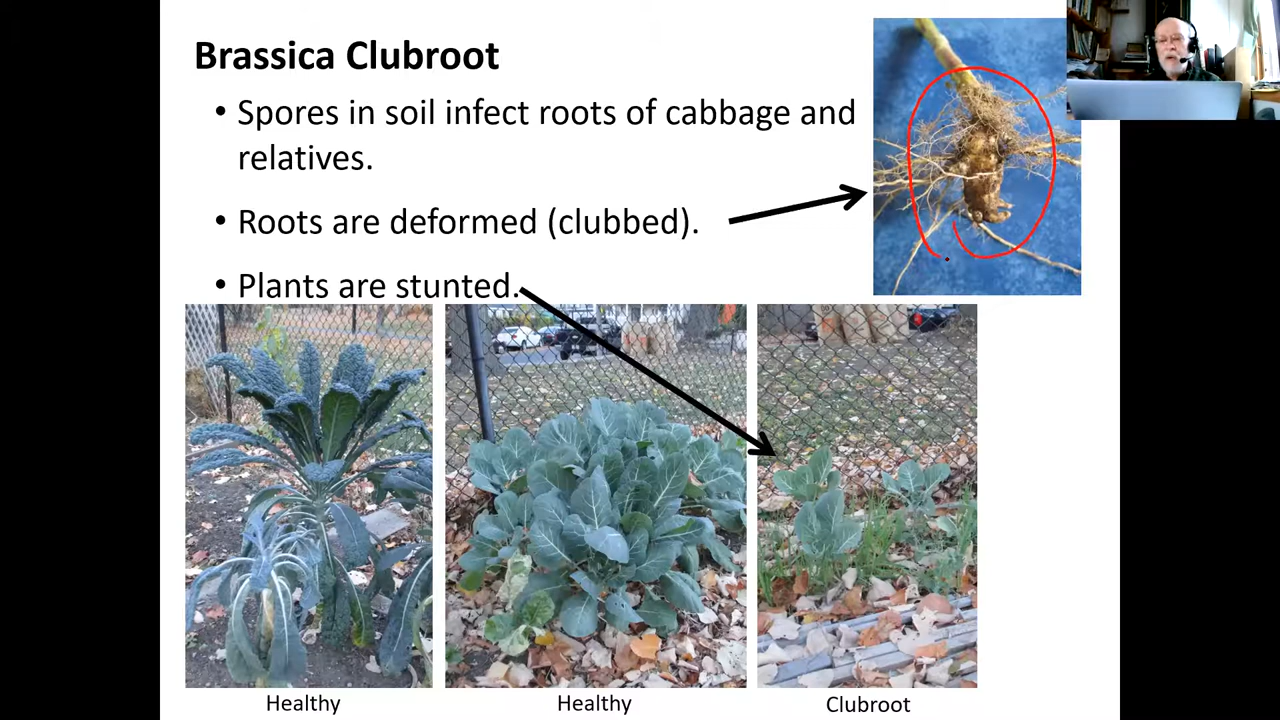 Brassica Clubroot
• Spores in soil infect roots of cabbage and
relatives.
• Roots are deformed (clubbed).
• Plants are stunted.
Healthy
Healthy
Clubroot